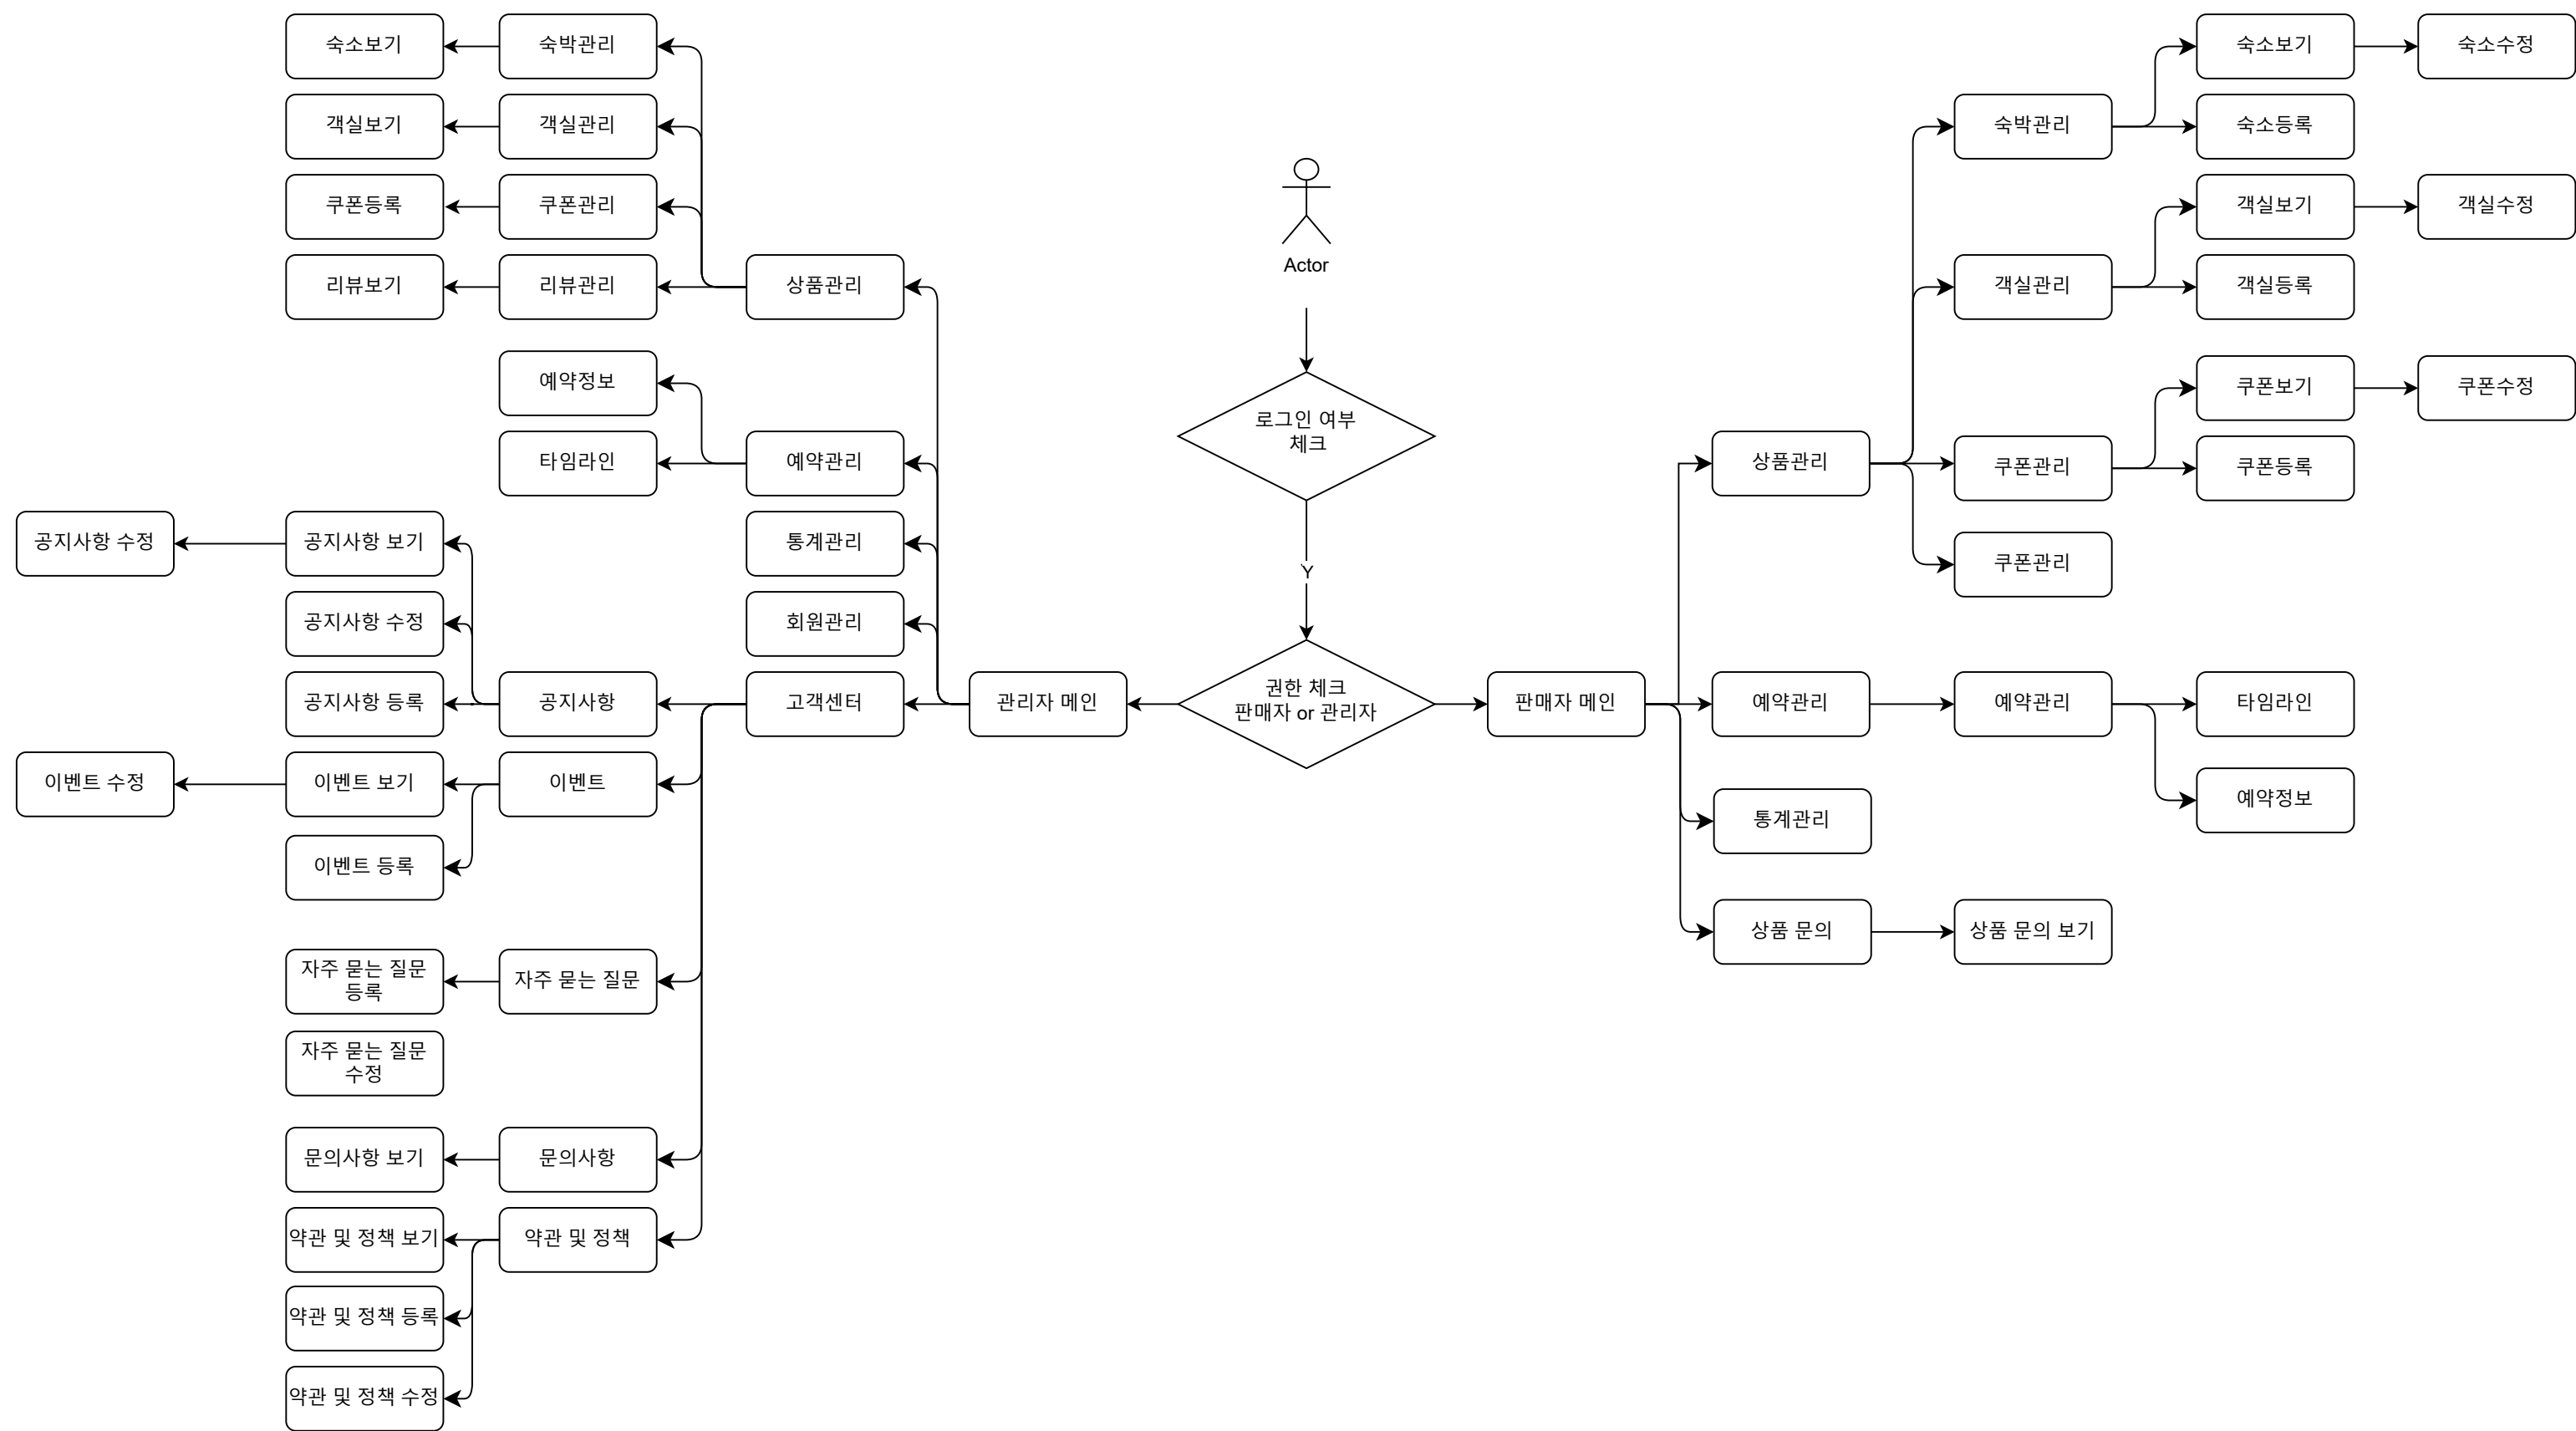 숙소보기
숙박관리
객실보기
객실관리
쿠폰등록
쿠폰관리
리뷰보기
리뷰관리
상품관리
예약정보
타임라인
예약관리
통계관리
회원관리
공지사항 수정
공지사항 보기
공지사항 수정
공지사항 등록
공지사항
고객센터
관리자 메인
이벤트 수정
이벤트 보기
이벤트
이벤트 등록
자주 묻는 질문
등록
자주 묻는 질문
자주 묻는 질문
수정
문의사항 보기
문의사항
약관 및 정책 보기
약관 및 정책
약관 및 정책 등록
약관 및 정책 수정
Actor
로그인 여부
체크
Y
권한 체크
판매자 or 관리자
판매자 메인
상품관리
숙박관리
숙소보기
숙소수정
숙소등록
객실관리
객실보기
객실수정
객실등록
쿠폰관리
쿠폰보기
쿠폰수정
쿠폰등록
쿠폰관리
예약관리
예약관리
타임라인
예약정보
통계관리
상품 문의
상품 문의 보기